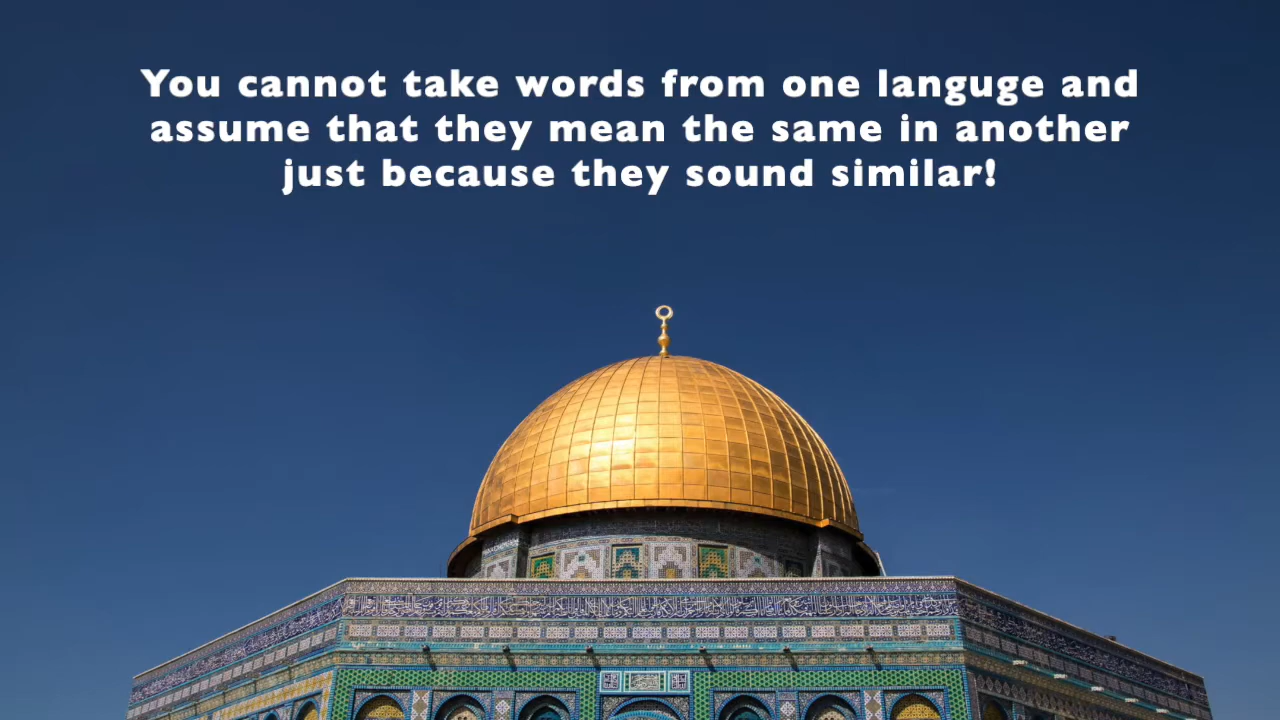 You cannot take words from one languge and
assume that they mean the same in another
just because they sound similar!